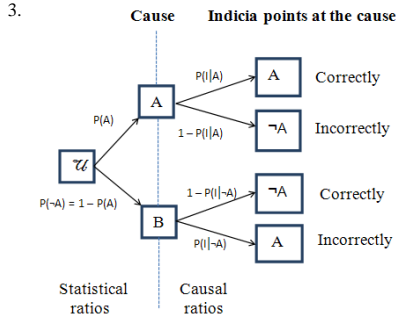 3.
Cause Indicia points at the cause
P(I|A) A Correctly
A
P(A)
1 – P(I|A) ¬A Incorrectly
𝒰
1 – P(I|¬A) ¬A Correctly
P(¬A) = 1 – P(A)
B
P(I|¬A) A Incorrectly
Statistical Causal
ratios ratios